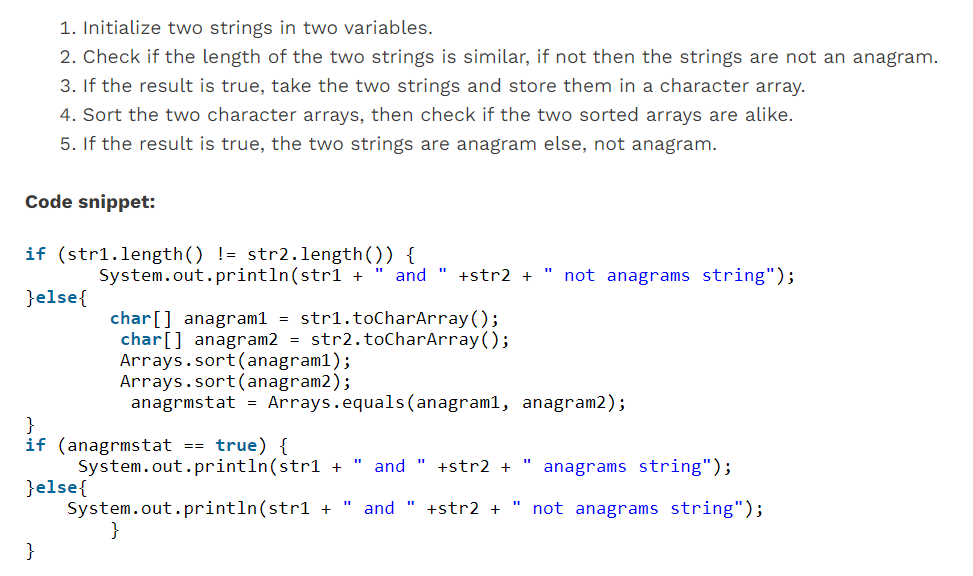 1. Initialize two strings in two variables.
2. Check if the length of the two strings is similar, if not then the strings are not an anagram.
3. If the result is true, take the two strings and store them in a character array.
4. Sort the two character arrays, then check if the two sorted arrays are alike.
5. If the result is true, the two strings are anagram else, not anagram.
Code snippet:
if (str1.length() != str2.length()) {
System.out.println(str1 + " and " +str2 + " not anagrams string");
}else{
char[] anagram1 = str1.toCharArray();
char[] anagram2 = str2.toCharArray();
Arrays.sort(anagram1);
Arrays.sort(anagram2);
anagrmstat = Arrays.equals(anagram1, anagram2);
}
if (anagrmstat == true) {
System.out.println(str1 + " and " +str2 + " anagrams string");
}else{
System.out.println(str1 + " and " +str2 + " not anagrams string");
}
}